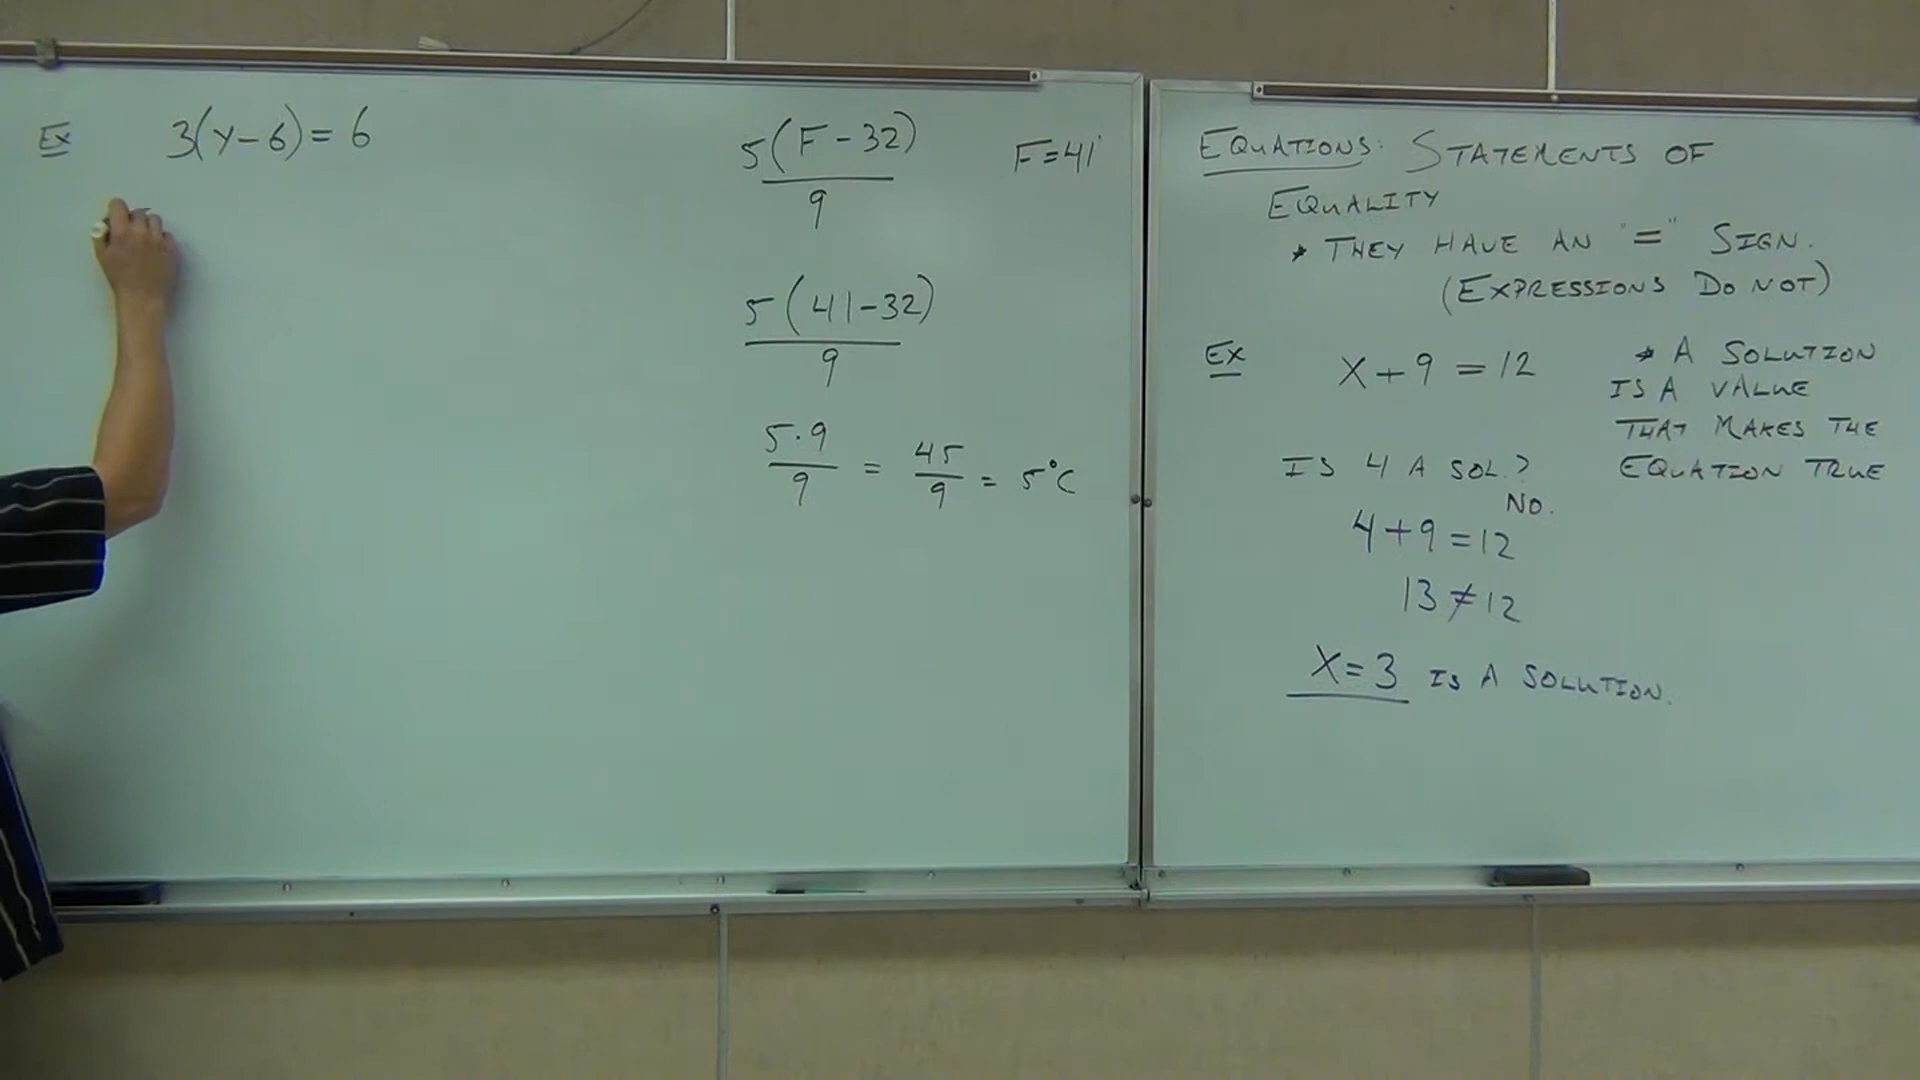 Ex 3(y-6)=6
5(F-32) F=41
9
5(41-32)
9
5·9 = 45 = 5°C
9 9
EQUATIONS: STATEMENTS OF
EQUALITY
* THEY HAVE AN "=" SIGN.
(EXPRESSIONS DO NOT)
EX x+9=12
IS 4 A SOL.?
NO.
4+9=12
13≠12
X=3 IS A SOLUTION.
* A SOLUTION
IS A VALUE
THAT MAKES THE
EQUATION TRUE